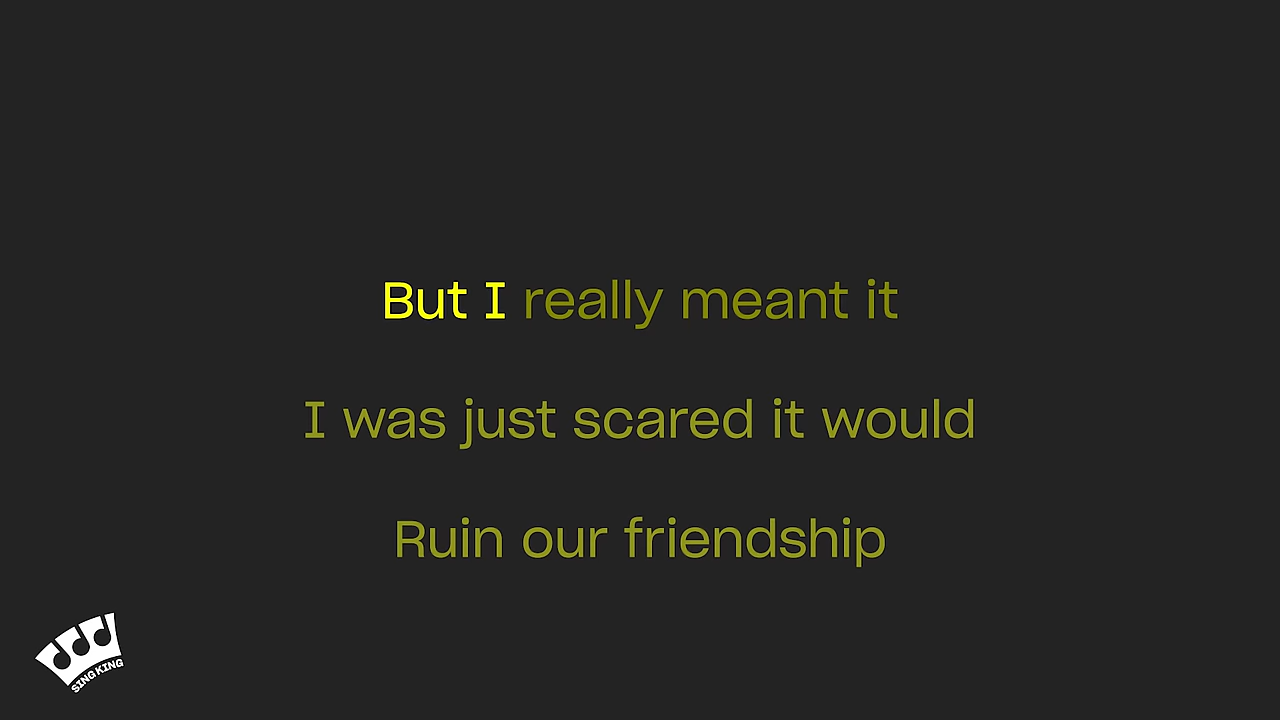 But I really meant it
I was just scared it would
Ruin our friendship
SING KING